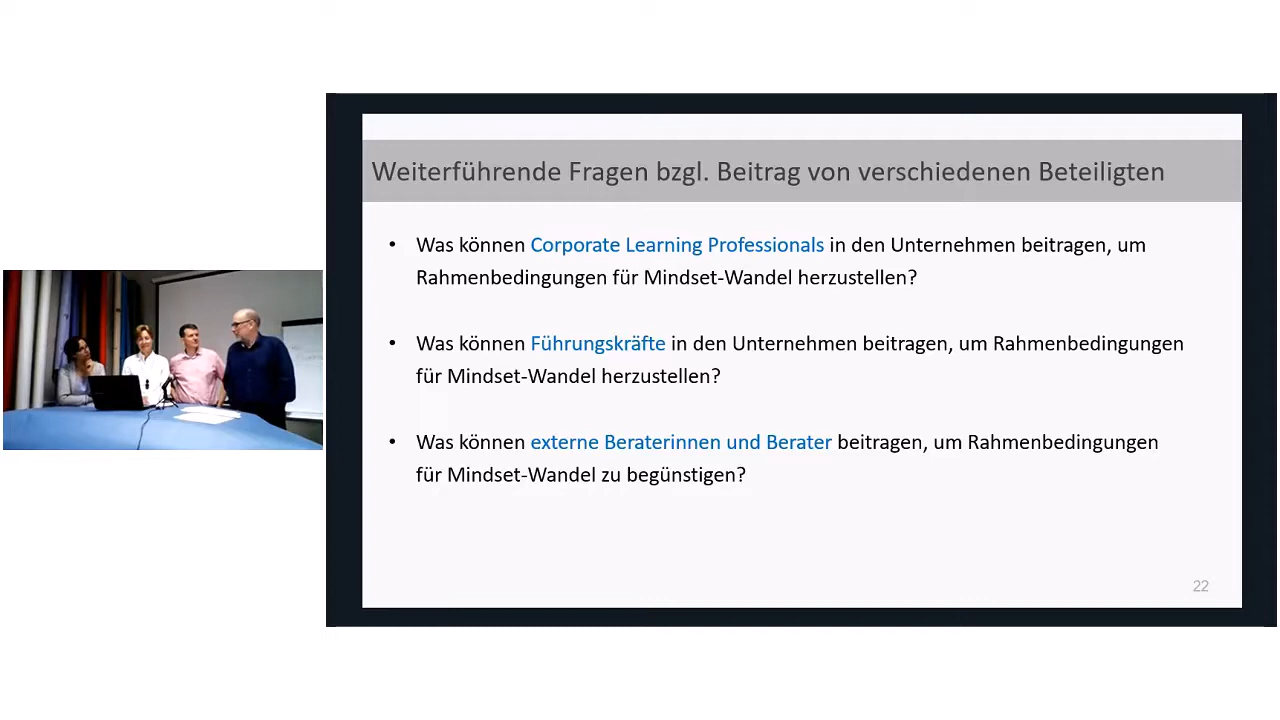 Weiterführende Fragen bzgl. Beitrag von verschiedenen Beteiligten
• Was können Corporate Learning Professionals in den Unternehmen beitragen, um
Rahmenbedingungen für Mindset-Wandel herzustellen?
• Was können Führungskräfte in den Unternehmen beitragen, um Rahmenbedingungen
für Mindset-Wandel herzustellen?
• Was können externe Beraterinnen und Berater beitragen, um Rahmenbedingungen
für Mindset-Wandel zu begünstigen?
22